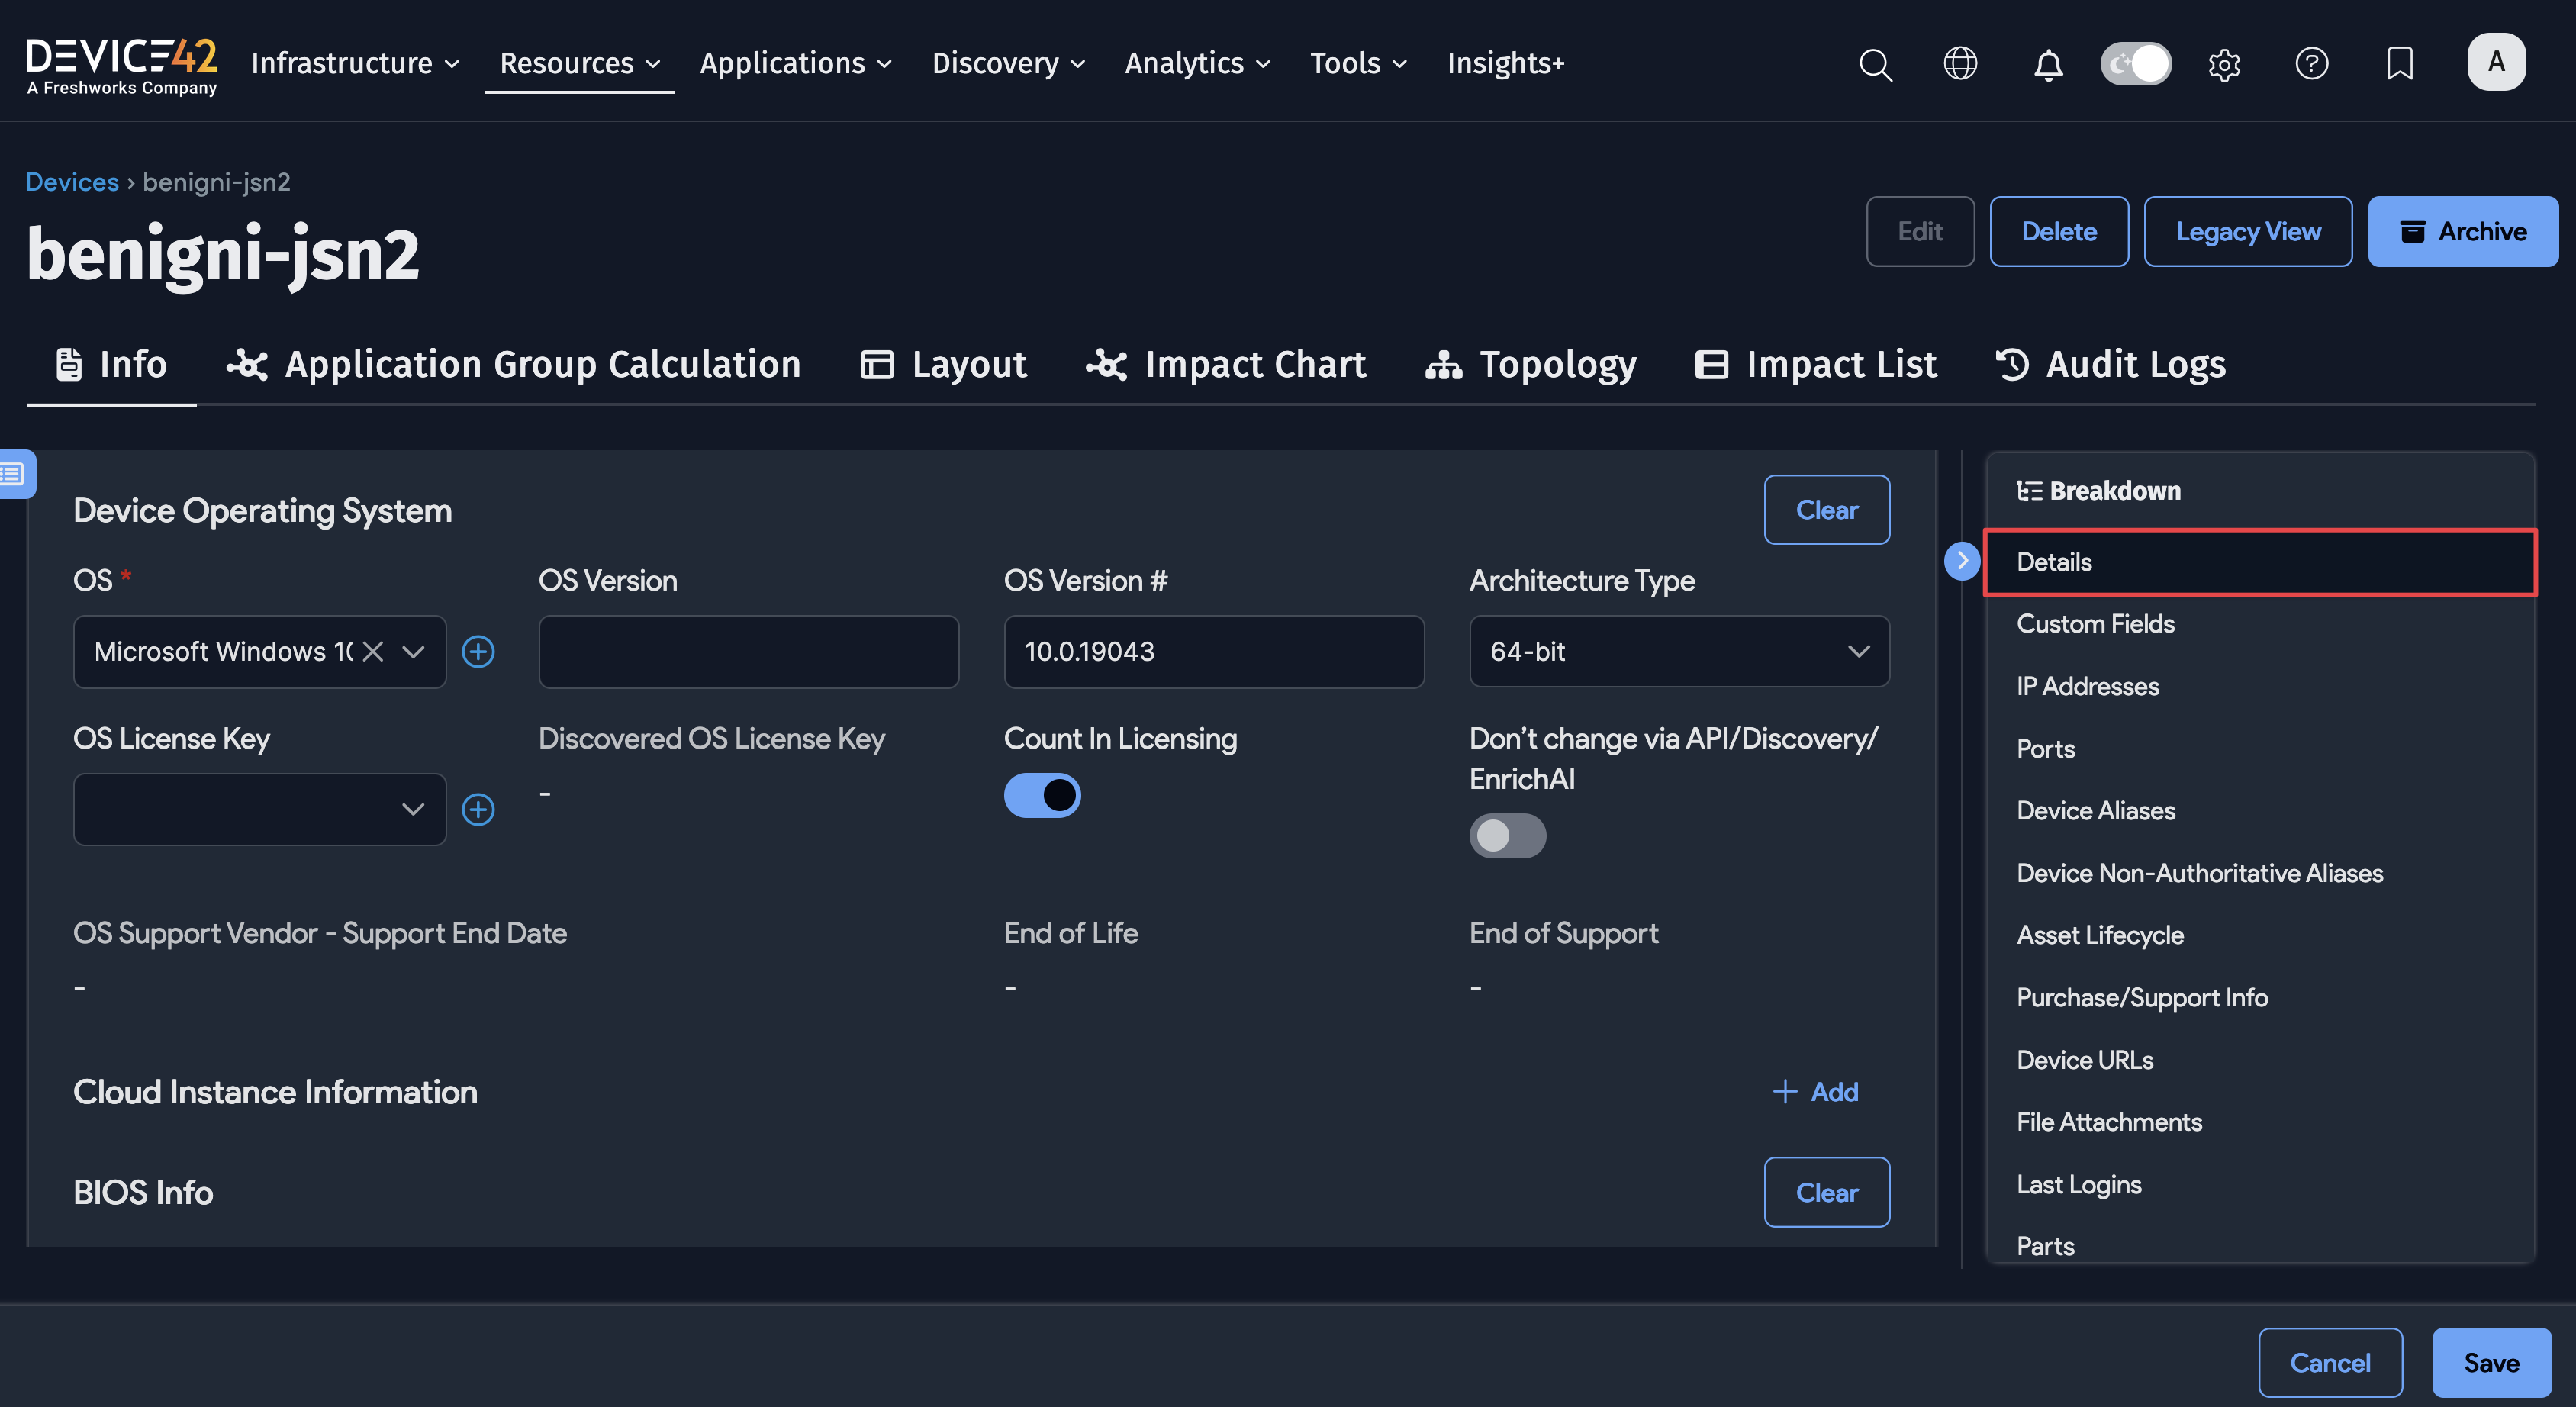 DEVICE42
A Freshworks Company
Infrastructure
Resources
Applications
Discovery
Analytics
Tools
Insights+
A
Devices › benigni-jsn2
benigni-jsn2
Edit
Delete
Legacy View
Archive
Info
Application Group Calculation
Layout
Impact Chart
Topology
Impact List
Audit Logs
Device Operating System
Clear
OS *
OS Version
OS Version #
Architecture Type
Microsoft Windows 10
10.0.19043
64-bit
OS License Key
Discovered OS License Key
Count In Licensing
Don’t change via API/Discovery/
EnrichAI
-
OS Support Vendor - Support End Date
End of Life
End of Support
-
-
-
Cloud Instance Information
+ Add
BIOS Info
Clear
Breakdown
Details
Custom Fields
IP Addresses
Ports
Device Aliases
Device Non-Authoritative Aliases
Asset Lifecycle
Purchase/Support Info
Device URLs
File Attachments
Last Logins
Parts
Cancel
Save